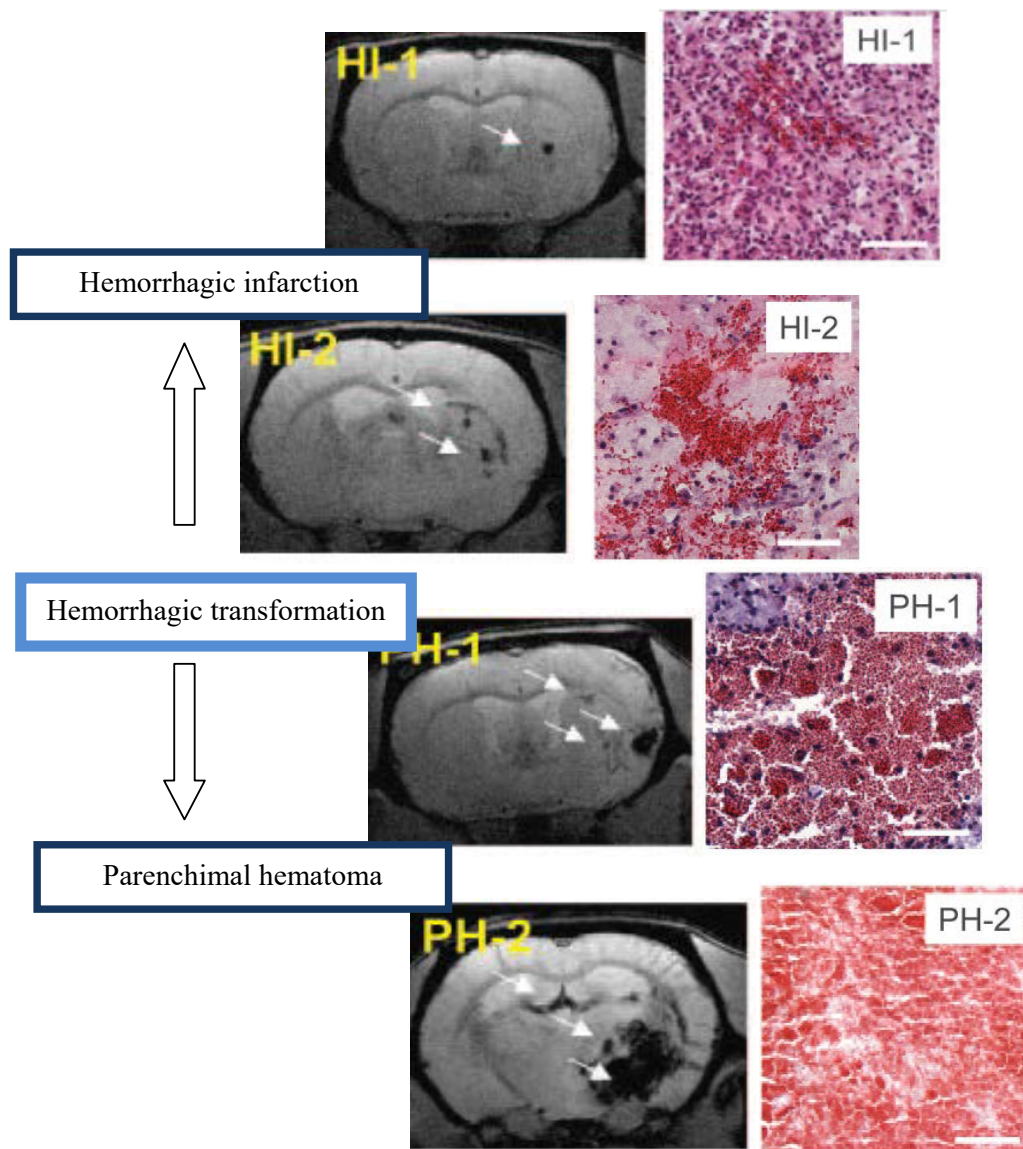 HI-1
HI-1
Hemorrhagic infarction
HI-2
HI-2
Hemorrhagic transformation
PH-1
PH-1
Parenchimal hematoma
PH-2
PH-2